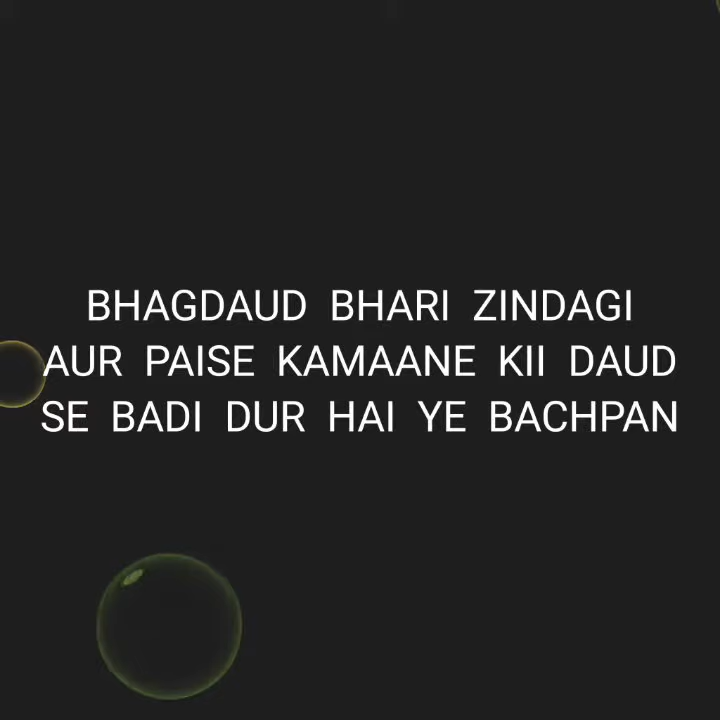 BHAGDAUD BHARI ZINDAGI
AUR PAISE KAMAANE KII DAUD
SE BADI DUR HAI YE BACHPAN